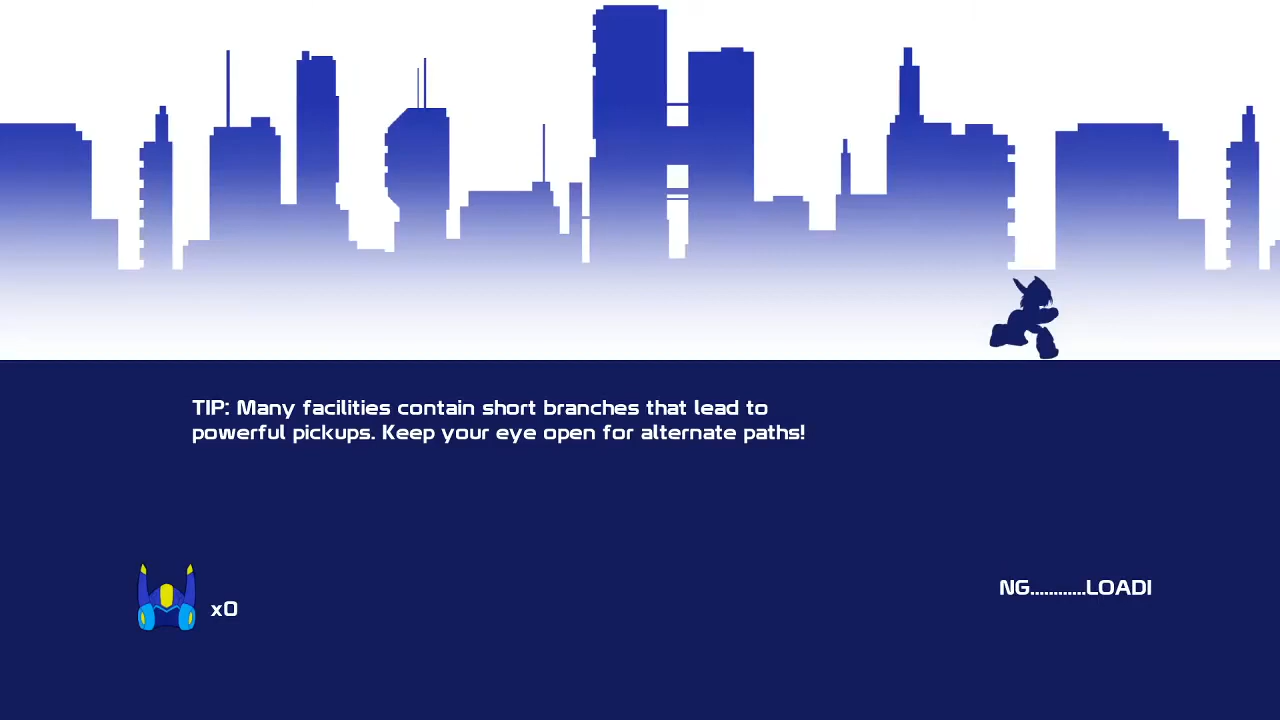 TIP: Many facilities contain short branches that lead to
powerful pickups. Keep your eye open for alternate paths!
x0
NG............LOADI